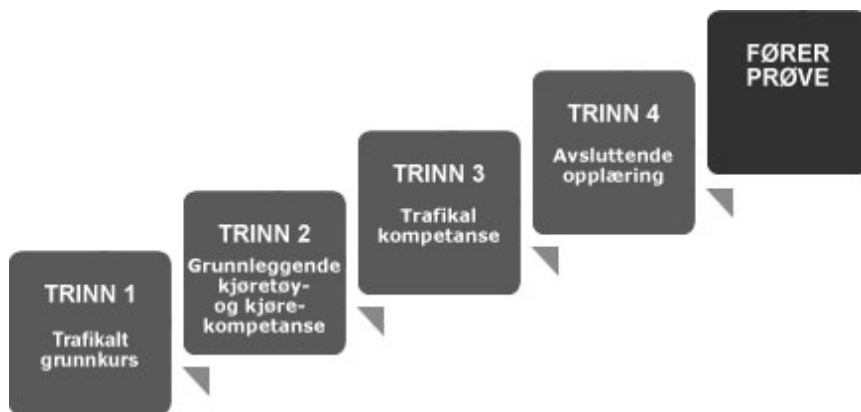 TRINN 1
Trafikalt
grunnkurs
TRINN 2
Grunnleggende
kjøretøy-
og kjøre-
kompetanse
TRINN 3
Trafikal
kompetanse
TRINN 4
Avsluttende
opplæring
FØRER
PRØVE